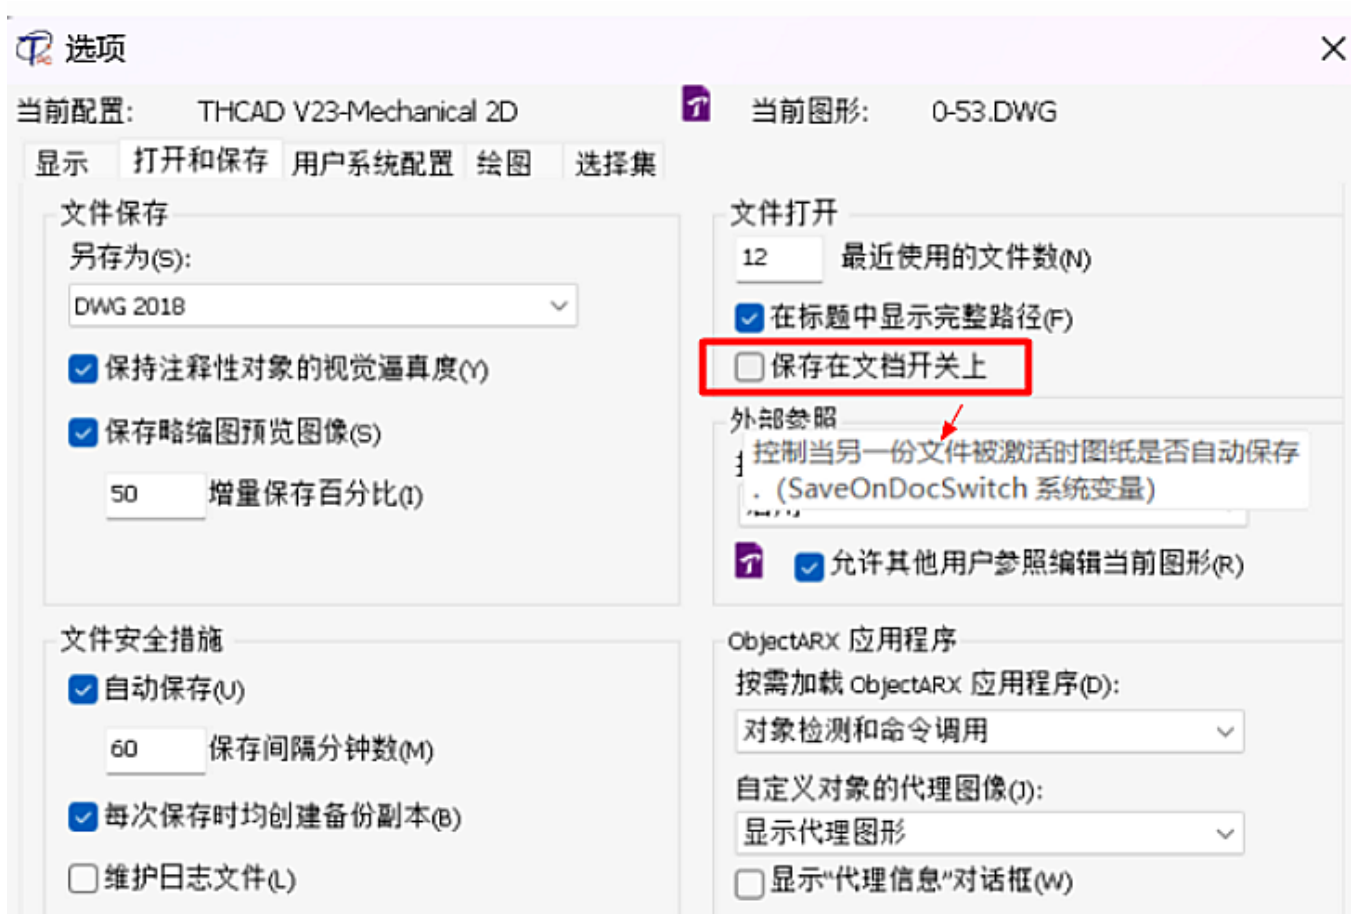 选项
当前配置: THCAD V23-Mechanical 2D 当前图形: 0-53.DWG
显示 打开和保存 用户系统配置 绘图 选择集
文件保存
另存为(S):
DWG 2018
保持注释性对象的视觉逼真度(Y)
保存略缩图预览图像(S)
50 增量保存百分比(I)
文件打开
12 最近使用的文件数(N)
在标题中显示完整路径(F)
保存在文档开关上
外部参照
控制当另一份文件被激活时图纸是否自动保存
. (SaveOnDocSwitch 系统变量)
允许其他用户参照编辑当前图形(R)
文件安全措施
自动保存(U)
60 保存间隔分钟数(M)
每次保存时均创建备份副本(B)
维护日志文件(L)
ObjectARX 应用程序
按需加载 ObjectARX 应用程序(D):
对象检测和命令调用
自定义对象的代理图像(J):
显示代理图形
显示“代理信息”对话框(W)